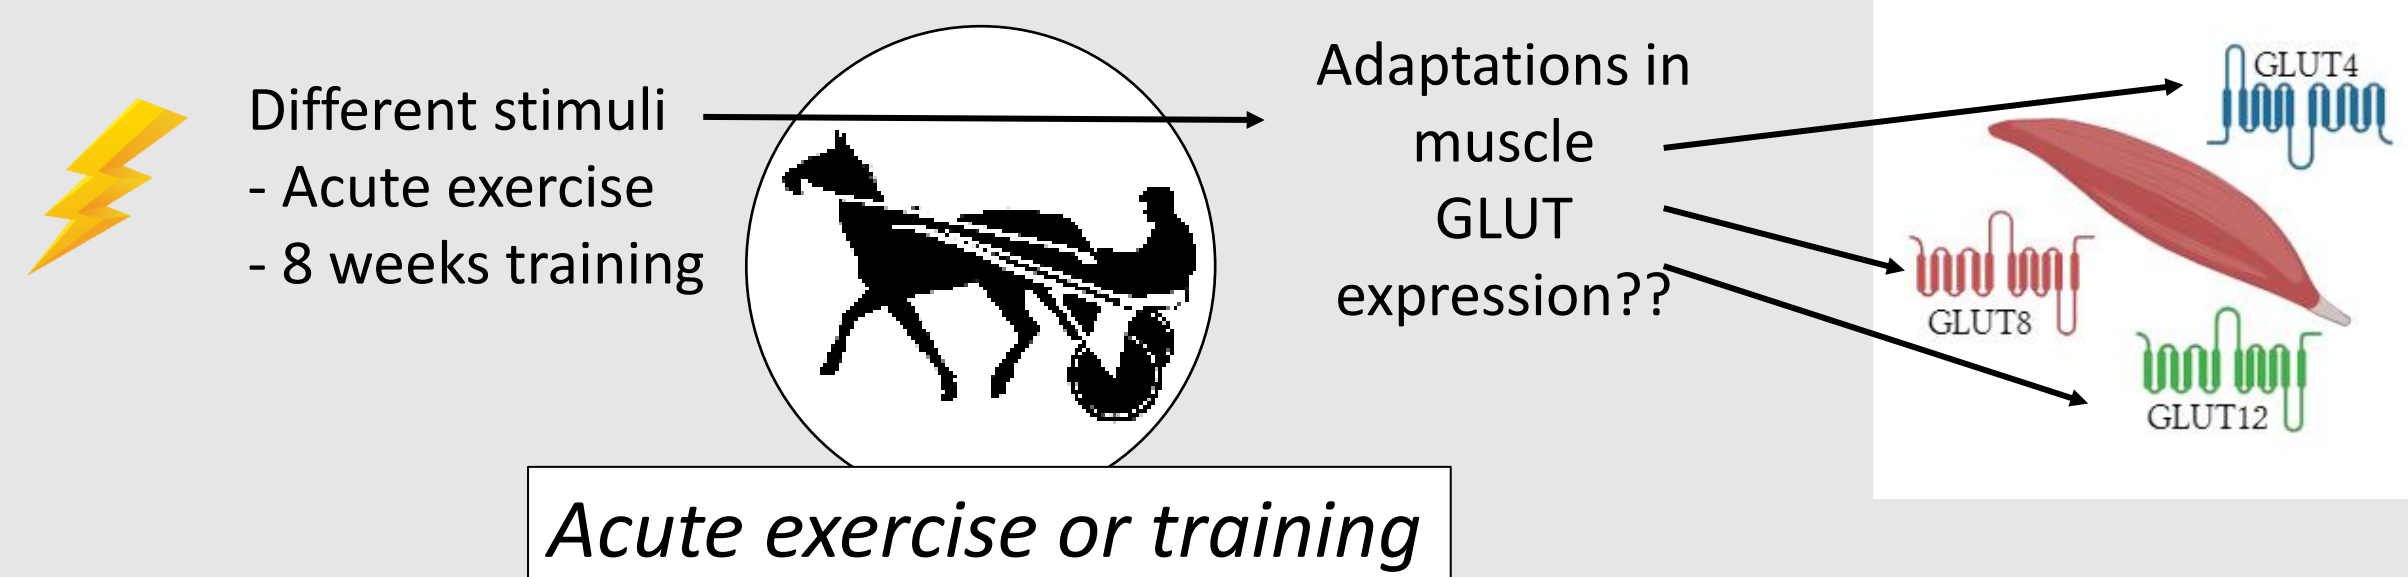 Different stimuli
- Acute exercise
- 8 weeks training
Adaptations in
muscle
GLUT
expression??
GLUT4
GLUT8
GLUT12
Acute exercise or training